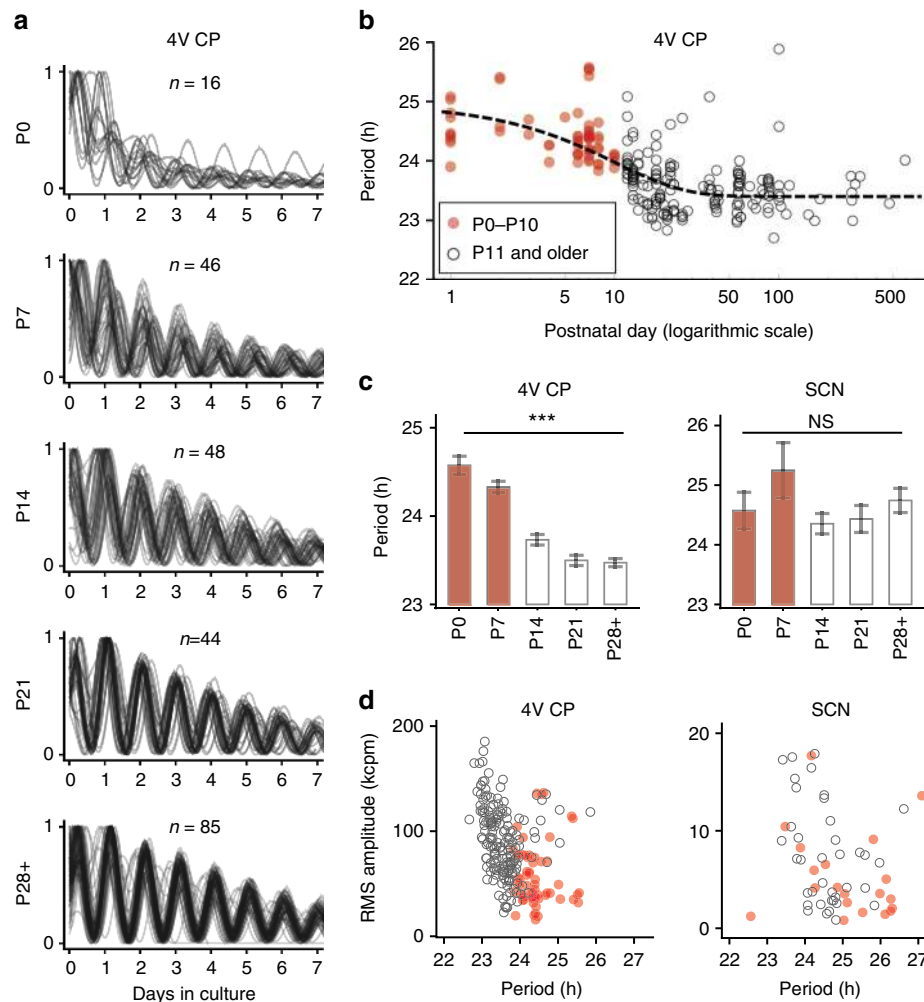 a
4V CP
P0
n = 16
1
0
0 1 2 3 4 5 6 7
P7
n = 46
1
0
0 1 2 3 4 5 6 7
P14
n = 48
1
0
0 1 2 3 4 5 6 7
P21
n=44
1
0
0 1 2 3 4 5 6 7
P28+
n = 85
1
0
0 1 2 3 4 5 6 7
Days in culture
b
4V CP
Period (h)
26
25
24
23
22
P0–P10
P11 and older
1 5 10 50 100 500
Postnatal day (logarithmic scale)
c
4V CP
***
Period (h)
25
24
23
P0 P7 P14 P21 P28+
SCN
NS
26
25
24
23
P0 P7 P14 P21 P28+
d
4V CP
RMS amplitude (kcpm)
200
100
0
22 23 24 25 26 27
Period (h)
SCN
20
10
0
22 23 24 25 26 27
Period (h)